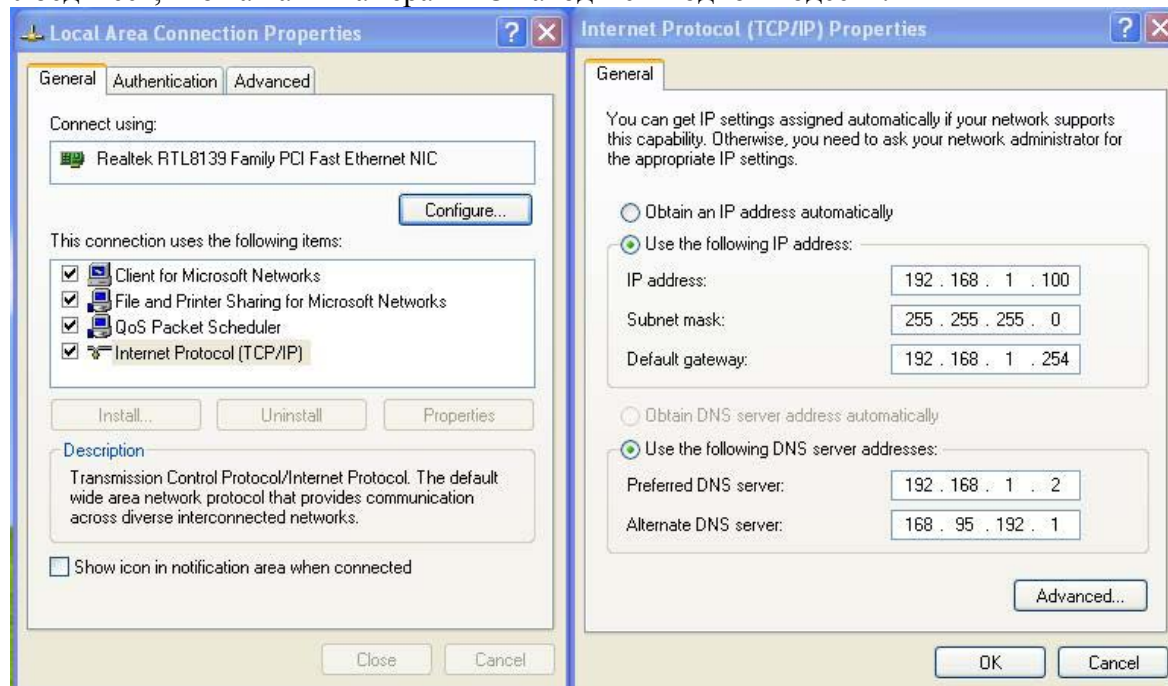 Local Area Connection Properties
General Authentication Advanced
Connect using:
Realtek RTL8139 Family PCI Fast Ethernet NIC
Configure...
This connection uses the following items:
Client for Microsoft Networks
File and Printer Sharing for Microsoft Networks
QoS Packet Scheduler
Internet Protocol (TCP/IP)
Install... Uninstall Properties
Description
Transmission Control Protocol/Internet Protocol. The default
wide area network protocol that provides communication
across diverse interconnected networks.
Show icon in notification area when connected
Close Cancel
Internet Protocol (TCP/IP) Properties
General
You can get IP settings assigned automatically if your network supports
this capability. Otherwise, you need to ask your network administrator for
the appropriate IP settings.
Obtain an IP address automatically
Use the following IP address:
IP address: 192 . 168 . 1 . 100
Subnet mask: 255 . 255 . 255 . 0
Default gateway: 192 . 168 . 1 . 254
Obtain DNS server address automatically
Use the following DNS server addresses:
Preferred DNS server: 192 . 168 . 1 . 2
Alternate DNS server: 168 . 95 . 192 . 1
Advanced...
OK Cancel